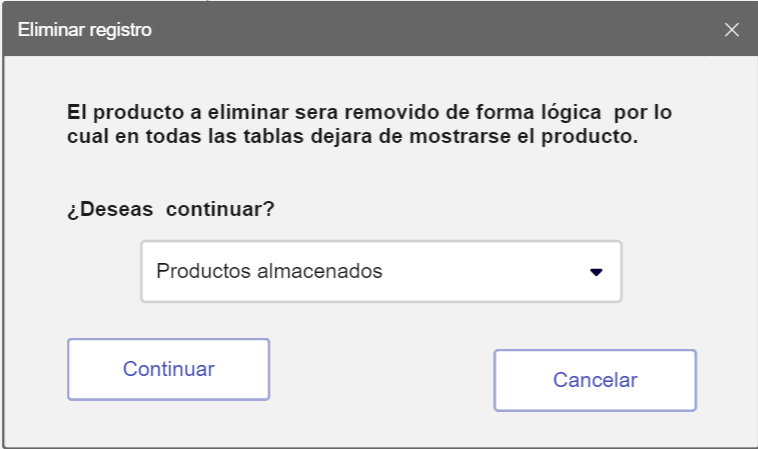 Eliminar registro
El producto a eliminar sera removido de forma lógica  por lo
cual en todas las tablas dejara de mostrarse el producto.
¿Deseas  continuar?
Productos almacenados
Continuar
Cancelar